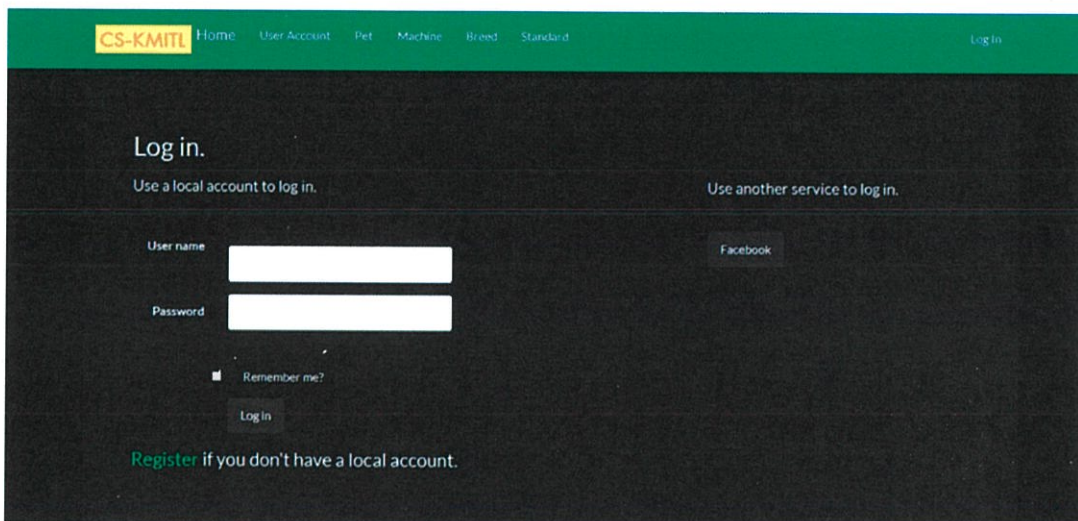 CS-KMITL Home User Account Pet Machine Breed Standard Log In
Log in.
Use a local account to log in.
Use another service to log in.
User name
Facebook
Password
Remember me?
Log in
Register if you don't have a local account.